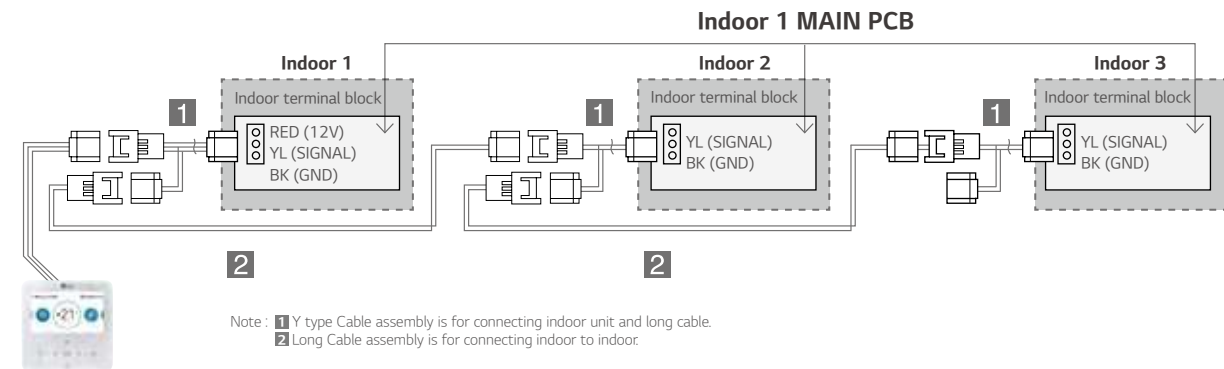 Indoor 1 MAIN PCB
Indoor 1
Indoor 2
Indoor 3
Indoor terminal block
Indoor terminal block
Indoor terminal block
1
1
1
RED (12V)
YL (SIGNAL)
BK (GND)
YL (SIGNAL)
BK (GND)
YL (SIGNAL)
BK (GND)
2
2
21
Note : 1 Y type Cable assembly is for connecting indoor unit and long cable.
2 Long Cable assembly is for connecting indoor to indoor.